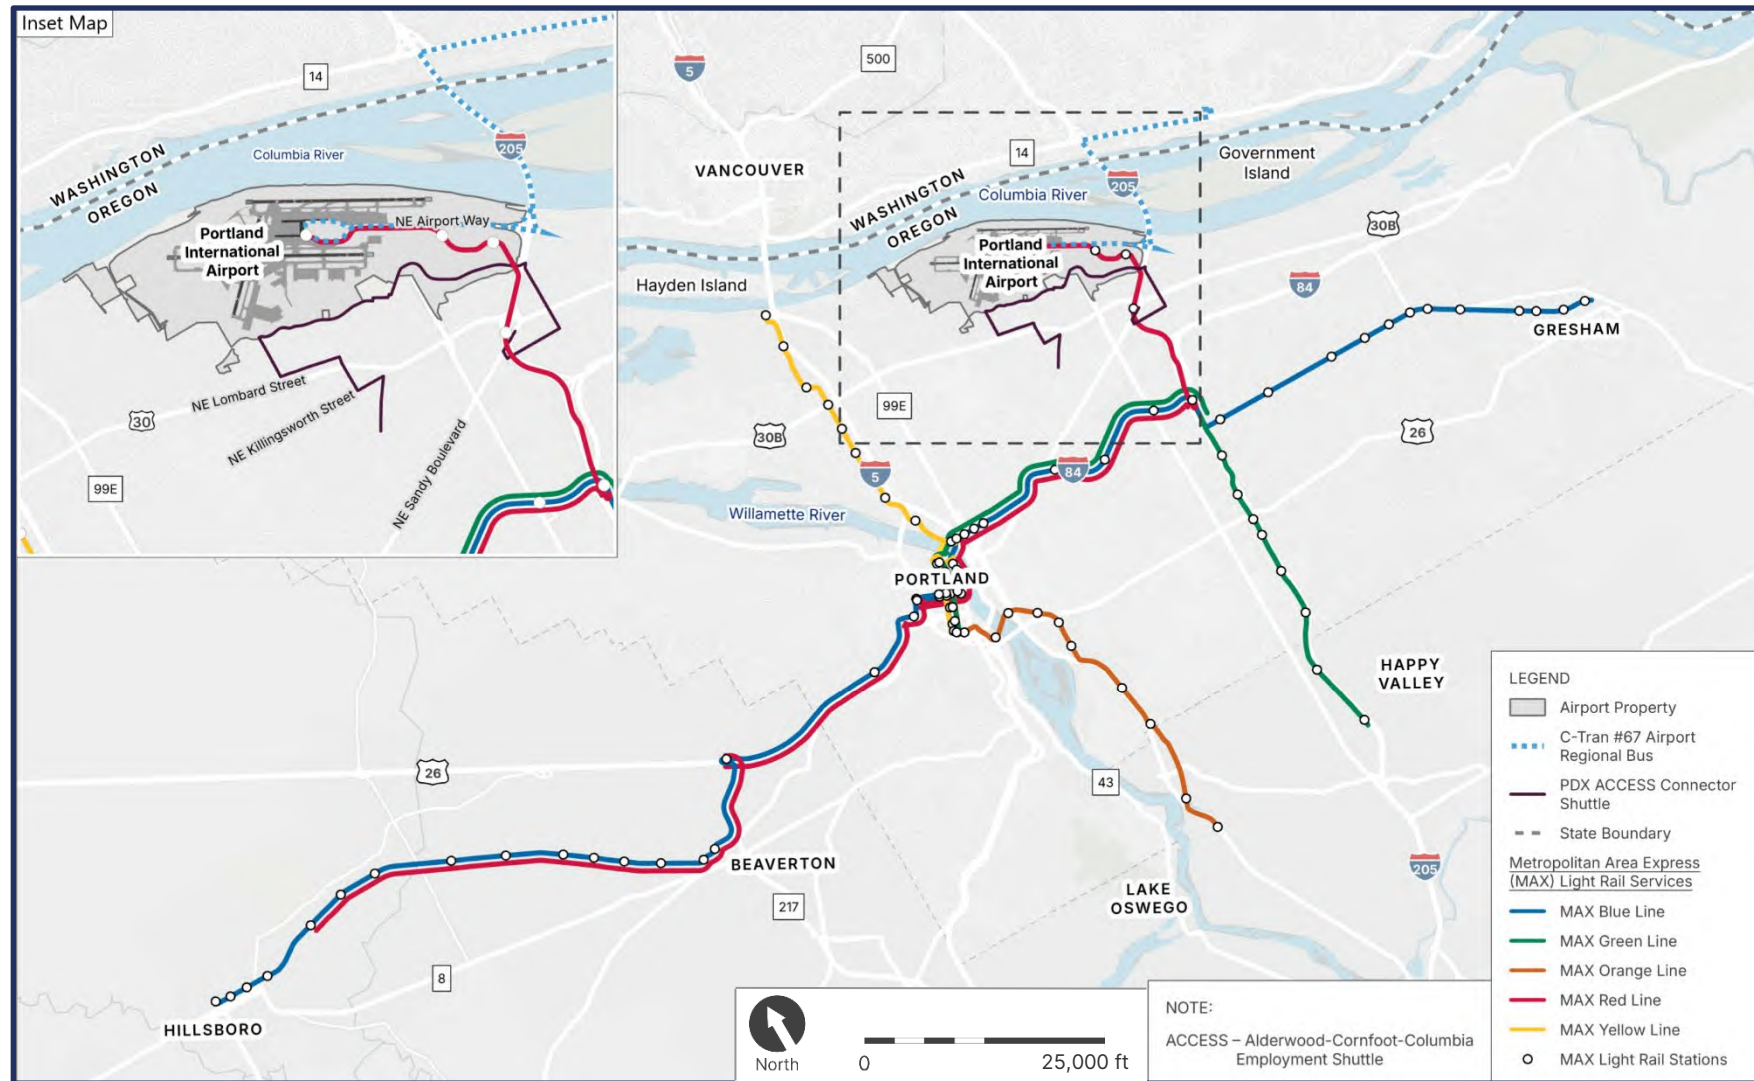 Inset Map
14
205
Columbia River
WASHINGTON
OREGON
NE Airport Way
Portland
International
Airport
NE Lombard Street
30
NE Killingsworth Street
NE Sandy Boulevard
99E
5
500
VANCOUVER
14
Government
Island
205
Columbia River
WASHINGTON
OREGON
30B
Portland
International
Airport
Hayden Island
84
GRESHAM
99E
30B
26
5
84
Willamette River
PORTLAND
HAPPY
VALLEY
26
43
BEAVERTON
205
LAKE
OSWEGO
217
8
HILLSBORO
North
0
25,000 ft
NOTE:
ACCESS – Alderwood-Cornfoot-Columbia
Employment Shuttle
LEGEND
Airport Property
C-Tran #67 Airport
Regional Bus
PDX ACCESS Connector
Shuttle
State Boundary
Metropolitan Area Express
(MAX) Light Rail Services
MAX Blue Line
MAX Green Line
MAX Orange Line
MAX Red Line
MAX Yellow Line
MAX Light Rail Stations